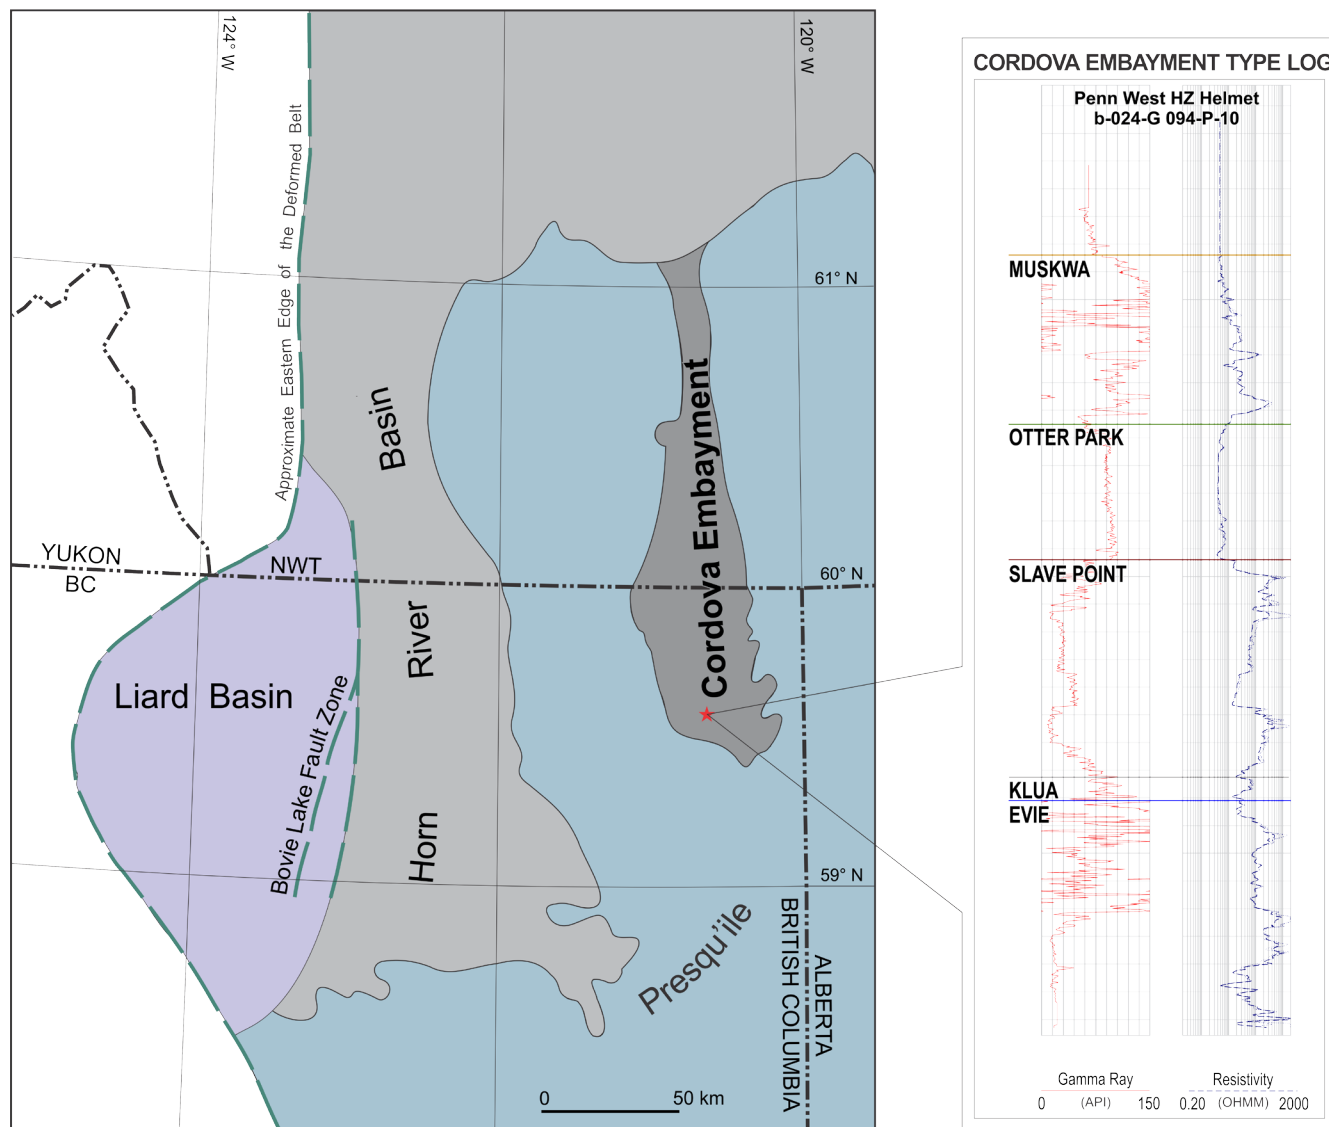 124° W
120° W
Approximate Eastern Edge of the Deformed Belt
61° N
Basin
Cordova Embayment
YUKON
BC
NWT
60° N
River
Liard Basin
Bovie Lake Fault Zone
Horn
59° N
Presqu'ile
BRITISH COLUMBIA
ALBERTA
0 50 km
CORDOVA EMBAYMENT TYPE LOG
Penn West HZ Helmet
b-024-G 094-P-10
MUSKWA
OTTER PARK
SLAVE POINT
KLUA
EVIE
Gamma Ray
0 (API) 150
Resistivity
0.20 (OHMM) 2000